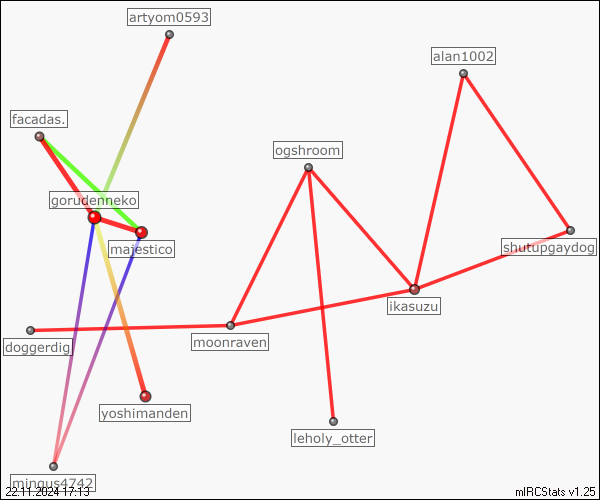 artyom0593
alan1002
facadas.
ogshroom
gorudenneko
majestico
shutupgaydog
ikasuzu
doggerdig
moonraven
yoshimanden
leholy_otter
mingus4742
22.11.2024 17:13
mIRCStats v1.25